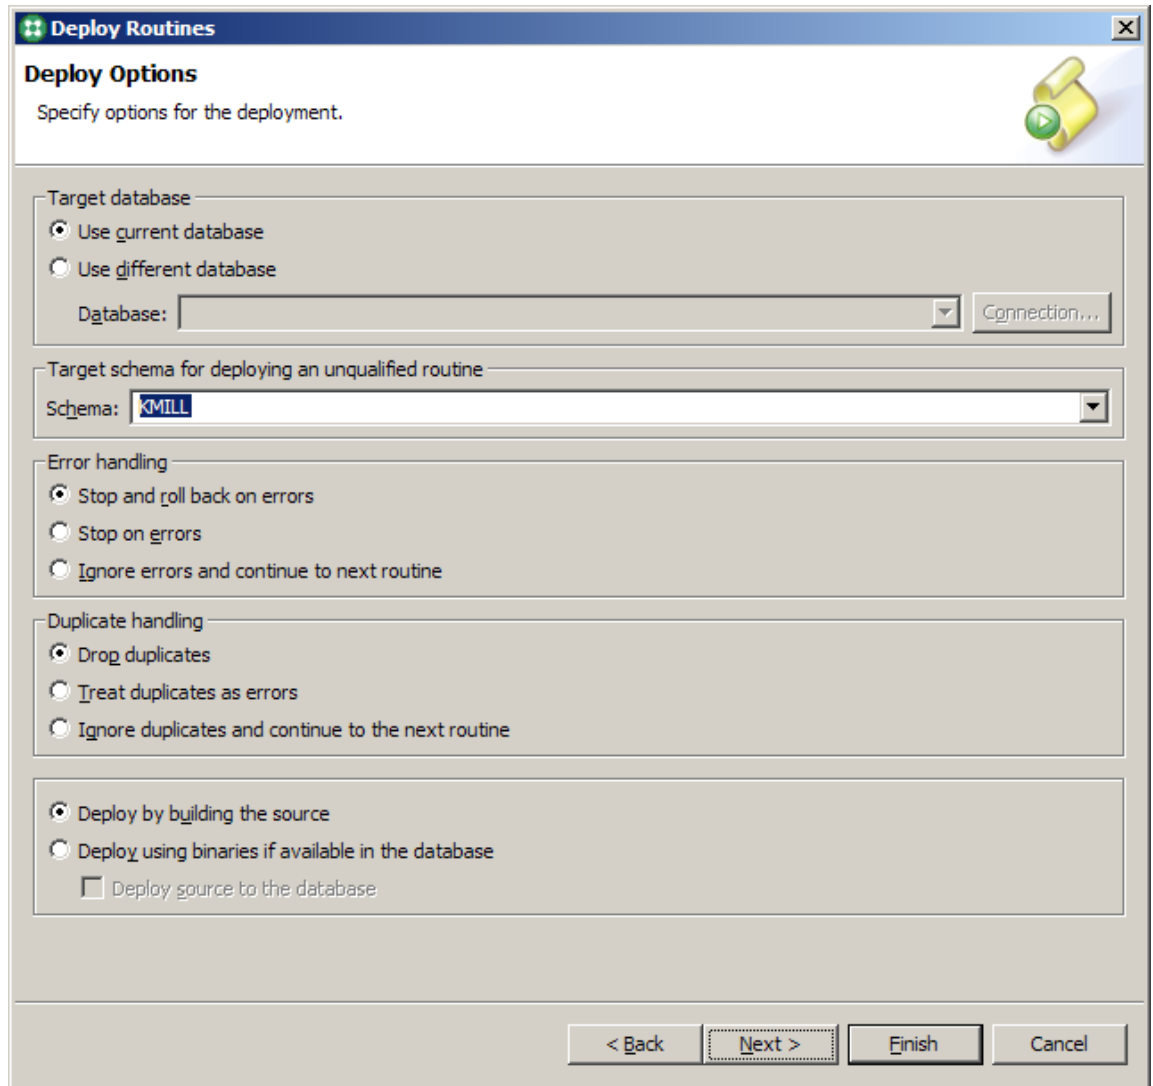 Deploy Routines
Deploy Options
Specify options for the deployment.
Target database
Use current database
Use different database
Database:
Connection...
Target schema for deploying an unqualified routine
Schema: KMILL
Error handling
Stop and roll back on errors
Stop on errors
Ignore errors and continue to next routine
Duplicate handling
Drop duplicates
Treat duplicates as errors
Ignore duplicates and continue to the next routine
Deploy by building the source
Deploy using binaries if available in the database
Deploy source to the database
< Back Next > Finish Cancel